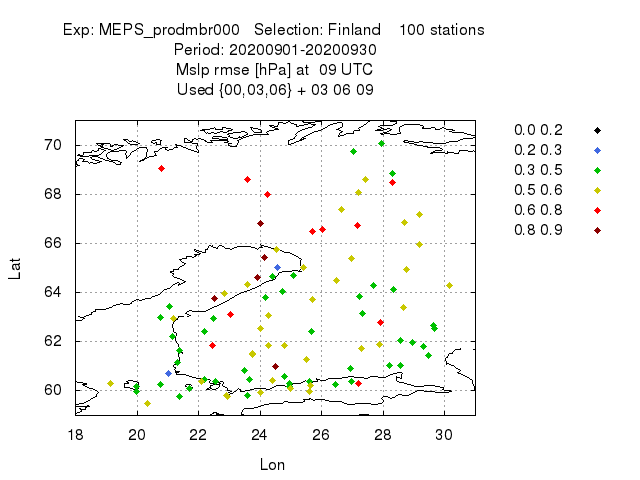 Exp: MEPS_prodmbr000 Selection: Finland 100 stations
Period: 20200901-20200930
Mslp rmse [hPa] at 09 UTC
Used {00,03,06} + 03 06 09
0.0 0.2
0.2 0.3
0.3 0.5
0.5 0.6
0.6 0.8
0.8 0.9
Lat
70
68
66
64
62
60
18 20 22 24 26 28 30
Lon